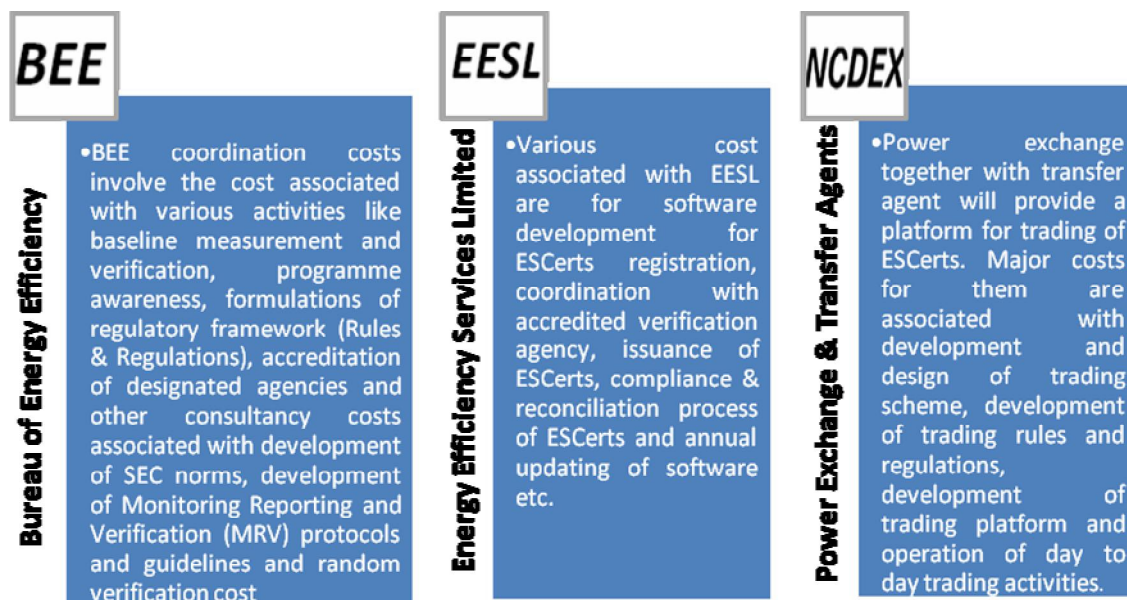 BEE
Bureau of Energy Efficiency
•BEE coordination costs
involve the cost associated
with various activities like
baseline measurement and
verification, programme
awareness, formulations of
regulatory framework (Rules
& Regulations), accreditation
of designated agencies and
other consultancy costs
associated with development
of SEC norms, development
of Monitoring Reporting and
Verification (MRV) protocols
and guidelines and random
verification cost
EESL
Energy Efficiency Services Limited
•Various cost
associated with EESL
are for software
development for
ESCerts registration,
coordination with
accredited verification
agency, issuance of
ESCerts, compliance &
reconciliation process
of ESCerts and annual
updating of software
etc.
NCDEX
Power Exchange & Transfer Agents
•Power exchange
together with transfer
agent will provide a
platform for trading of
ESCerts. Major costs
for them are
associated with
development and
design of trading
scheme, development
of trading rules and
regulations,
development of
trading platform and
operation of day to
day trading activities.